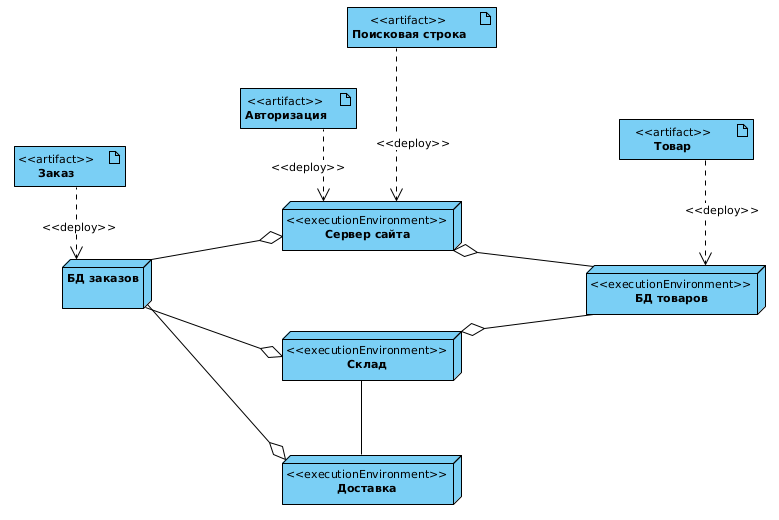 <<artifact>>
Поисковая строка
<<artifact>>
Авторизация
<<artifact>>
Товар
<<artifact>>
Заказ
<<deploy>>
<<deploy>>
<<deploy>>
<<deploy>>
<<executionEnvironment>>
Сервер сайта
БД заказов
<<executionEnvironment>>
БД товаров
<<executionEnvironment>>
Склад
<<executionEnvironment>>
Доставка